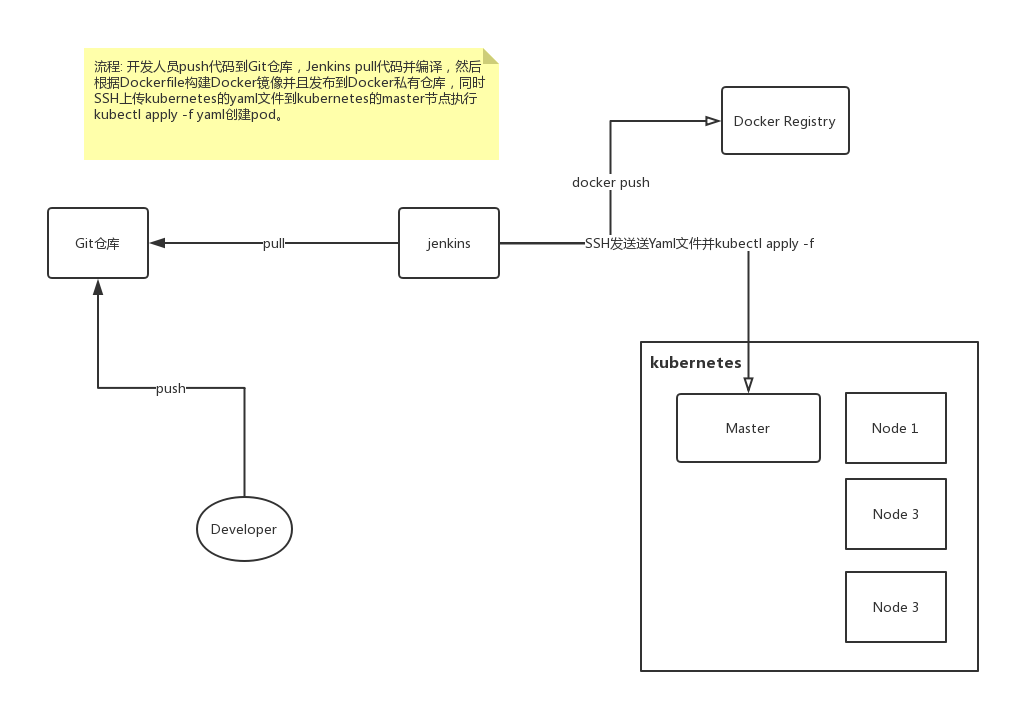 流程: 开发人员push代码到Git仓库，Jenkins pull代码并编译，然后
根据Dockerfile构建Docker镜像并且发布到Docker私有仓库，同时
SSH上传kubernetes的yaml文件到kubernetes的master节点执行
kubectl apply -f yaml创建pod。
Docker Registry
docker push
Git仓库
pull
jenkins
SSH发送送Yaml文件并kubectl apply -f
kubernetes
push
Master
Node 1
Node 3
Developer
Node 3